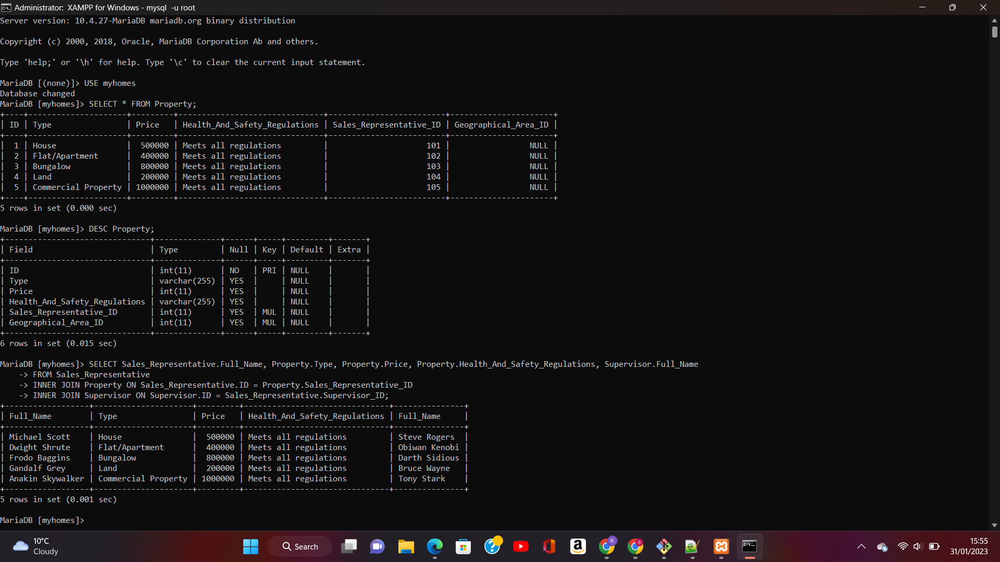 Administrator: XAMPP for Windows - mysql -u root
Server version: 10.4.27-MariaDB mariadb.org binary distribution
Copyright (c) 2000, 2018, Oracle, MariaDB Corporation Ab and others.
Type 'help;' or '\h' for help. Type '\c' to clear the current input statement.
MariaDB [(none)]> USE myhomes
Database changed
MariaDB [myhomes]> SELECT * FROM Property;
+----+---------------------+---------+-------------------------------+-------------------------+----------------------+
| ID | Type                | Price   | Health_And_Safety_Regulations | Sales_Representative_ID | Geographical_Area_ID |
+----+---------------------+---------+-------------------------------+-------------------------+----------------------+
|  1 | House               |  500000 | Meets all regulations         |                     101 |                 NULL |
|  2 | Flat/Apartment      |  400000 | Meets all regulations         |                     102 |                 NULL |
|  3 | Bungalow            |  800000 | Meets all regulations         |                     103 |                 NULL |
|  4 | Land                |  200000 | Meets all regulations         |                     104 |                 NULL |
|  5 | Commercial Property | 1000000 | Meets all regulations         |                     105 |                 NULL |
+----+---------------------+---------+-------------------------------+-------------------------+----------------------+
5 rows in set (0.000 sec)
MariaDB [myhomes]> DESC Property;
+-------------------------------+--------------+------+-----+---------+-------+
| Field                         | Type         | Null | Key | Default | Extra |
+-------------------------------+--------------+------+-----+---------+-------+
| ID                            | int(11)      | NO   | PRI | NULL    |       |
| Type                          | varchar(255) | YES  |     | NULL    |       |
| Price                         | int(11)      | YES  |     | NULL    |       |
| Health_And_Safety_Regulations | varchar(255) | YES  |     | NULL    |       |
| Sales_Representative_ID       | int(11)      | YES  | MUL | NULL    |       |
| Geographical_Area_ID          | int(11)      | YES  | MUL | NULL    |       |
+-------------------------------+--------------+------+-----+---------+-------+
6 rows in set (0.015 sec)
MariaDB [myhomes]> SELECT Sales_Representative.Full_Name, Property.Type, Property.Price, Property.Health_And_Safety_Regulations, Supervisor.Full_Name
    -> FROM Sales_Representative
    -> INNER JOIN Property ON Sales_Representative.ID = Property.Sales_Representative_ID
    -> INNER JOIN Supervisor ON Supervisor.ID = Sales_Representative.Supervisor_ID;
+------------------+---------------------+---------+-------------------------------+---------------+
| Full_Name        | Type                | Price   | Health_And_Safety_Regulations | Full_Name     |
+------------------+---------------------+---------+-------------------------------+---------------+
| Michael Scott    | House               |  500000 | Meets all regulations         | Steve Rogers  |
| Dwight Shrute    | Flat/Apartment      |  400000 | Meets all regulations         | Obiwan Kenobi |
| Frodo Baggins    | Bungalow            |  800000 | Meets all regulations         | Darth Sidious |
| Gandalf Grey     | Land                |  200000 | Meets all regulations         | Bruce Wayne   |
| Anakin Skywalker | Commercial Property | 1000000 | Meets all regulations         | Tony Stark    |
+------------------+---------------------+---------+-------------------------------+---------------+
5 rows in set (0.001 sec)
MariaDB [myhomes]>
10°C
Cloudy
Search
15:55
31/01/2023